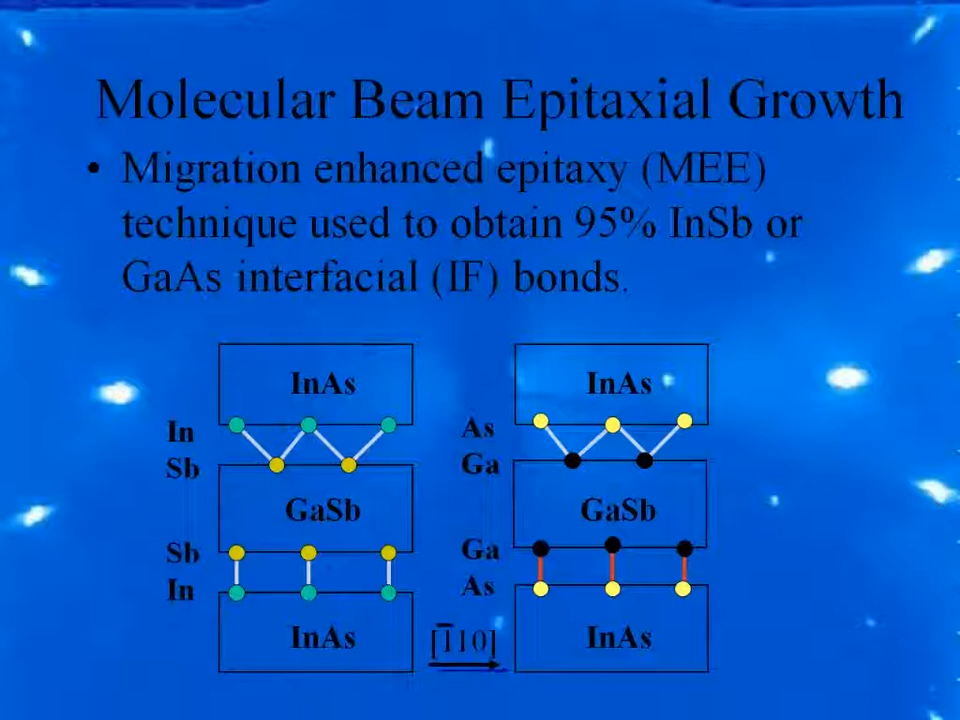 Molecular Beam Epitaxial Growth
• Migration enhanced epitaxy (MEE)
technique used to obtain 95% InSb or
GaAs interfacial (IF) bonds.
InAs
InAs
In
As
Sb
Ga
GaSb
GaSb
Sb
Ga
In
As
InAs
[1̅10]
InAs